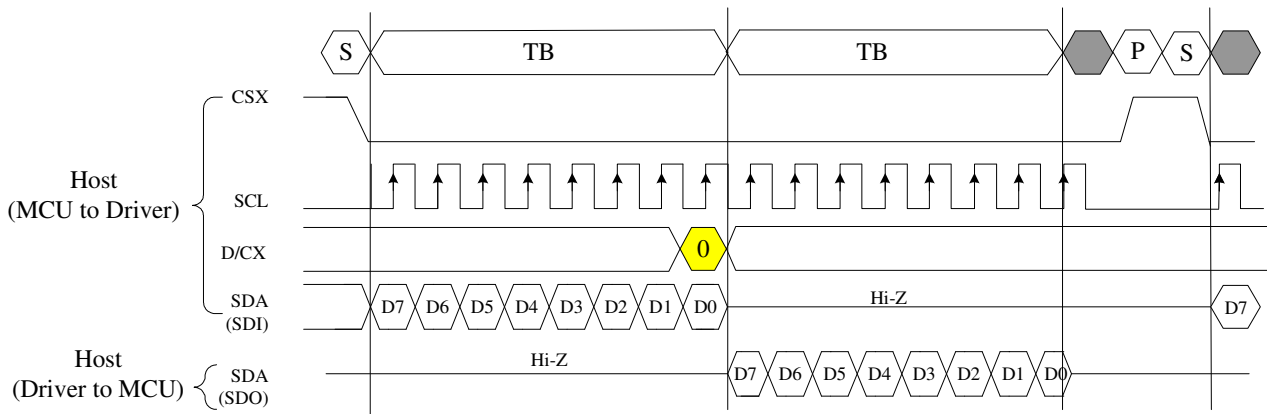 S TB TB P S
CSX
Host
(MCU to Driver)
SCL
D/CX 0
SDA
(SDI)
D7 D6 D5 D4 D3 D2 D1 D0 Hi-Z D7
Host
(Driver to MCU)
SDA
(SDO)
Hi-Z D7 D6 D5 D4 D3 D2 D1 D0